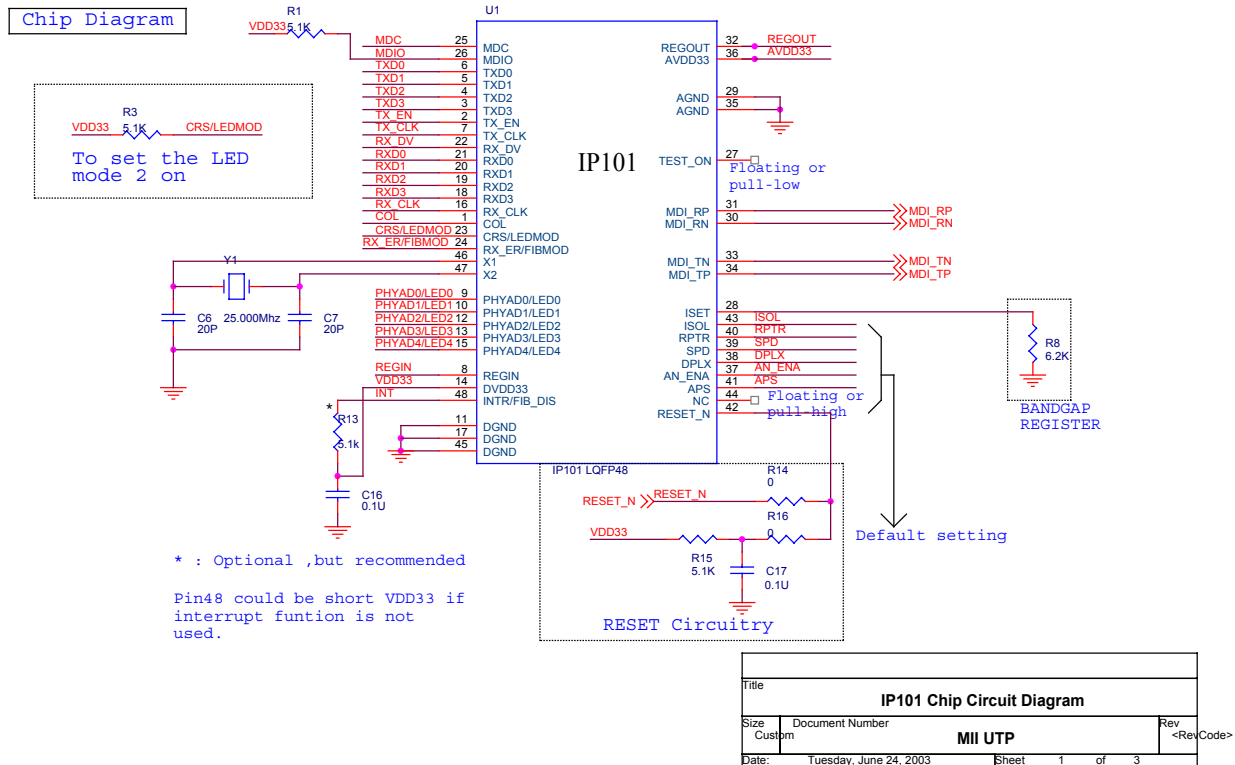 Chip Diagram
R1
VDD33 5.1K
U1
MDC 25 MDC
MDIO 26 MDIO
TXD0 6 TXD0
TXD1 5 TXD1
TXD2 4 TXD2
TXD3 3 TXD3
TX_EN 2 TX_EN
TX_CLK 7 TX_CLK
RX_DV 22 RX_DV
RXD0 21 RXD0
RXD1 20 RXD1
RXD2 19 RXD2
RXD3 18 RXD3
RX_CLK 16 RX_CLK
COL 1 COL
CRS/LEDMOD 23 CRS/LEDMOD
RX_ER/FIBMOD 24 RX_ER/FIBMOD
46 X1
47 X2
PHYAD0/LED0 9 PHYAD0/LED0
PHYAD1/LED1 10 PHYAD1/LED1
PHYAD2/LED2 12 PHYAD2/LED2
PHYAD3/LED3 13 PHYAD3/LED3
PHYAD4/LED4 15 PHYAD4/LED4
REGIN 8 REGIN
VDD33 14 DVDD33
INT 48 INTR/FIB_DIS
11 DGND
17 DGND
45 DGND
IP101
REGOUT 32 REGOUT
AVDD33 36 AVDD33
AGND 29
AGND 35
TEST_ON 27
Floating or
pull-low
MDI_RP 31 MDI_RP
MDI_RN 30 MDI_RN
MDI_TN 33 MDI_TN
MDI_TP 34 MDI_TP
ISET 28
ISOL 43 ISOL
RPTR 40 RPTR
SPD 39 SPD
DPLX 38 DPLX
AN_ENA 37 AN_ENA
APS 41 APS
NC 44
Floating or
pull-high
RESET_N 42
IP101 LQFP48
R3
VDD33 5.1K CRS/LEDMOD
To set the LED
mode 2 on
Y1
C6
20P
25.000Mhz
C7
20P
*
R13
5.1k
C16
0.1U
R8
6.2K
BANDGAP
REGISTER
Default setting
R14
0
RESET_N RESET_N
R16
0
VDD33
R15
5.1K
C17
0.1U
RESET Circuitry
* : Optional ,but recommended
Pin48 could be short VDD33 if
interrupt funtion is not
used.
Title
IP101 Chip Circuit Diagram
Size Document Number Rev
Custom MII UTP <RevCode>
Date: Tuesday, June 24, 2003 Sheet 1 of 3